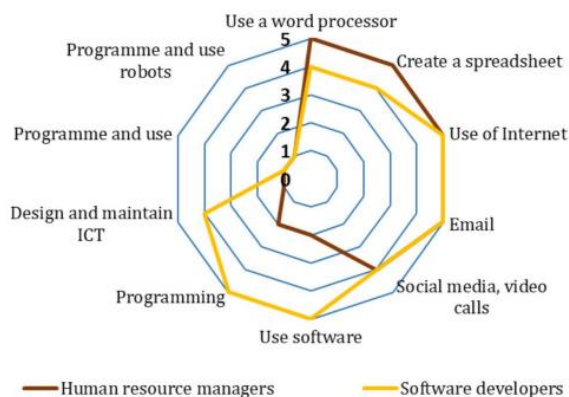 Use a word processor
Programme and use
robots
Create a spreadsheet
5
4
3
2
1
0
Programme and use
Use of Internet
Design and maintain
ICT
Email
Programming
Social media, video
calls
Use software
Human resource managers
Software developers